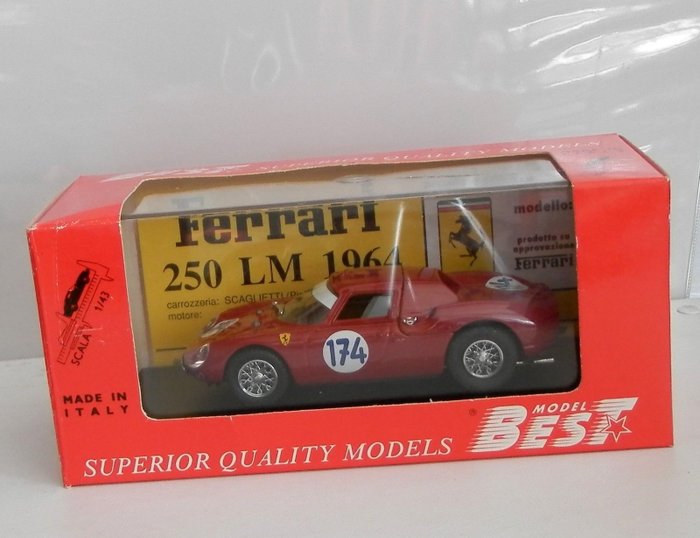 SUPERIOR QUALITY MODELS
Ferrari
250 LM 1964
carrozzeria: SCAGLIETTI/
motore:
modello:
prodotto su
approvazione
Ferrari
SCALA 1/43
174
MADE IN
ITALY
® MODEL
BEST
SUPERIOR QUALITY MODELS